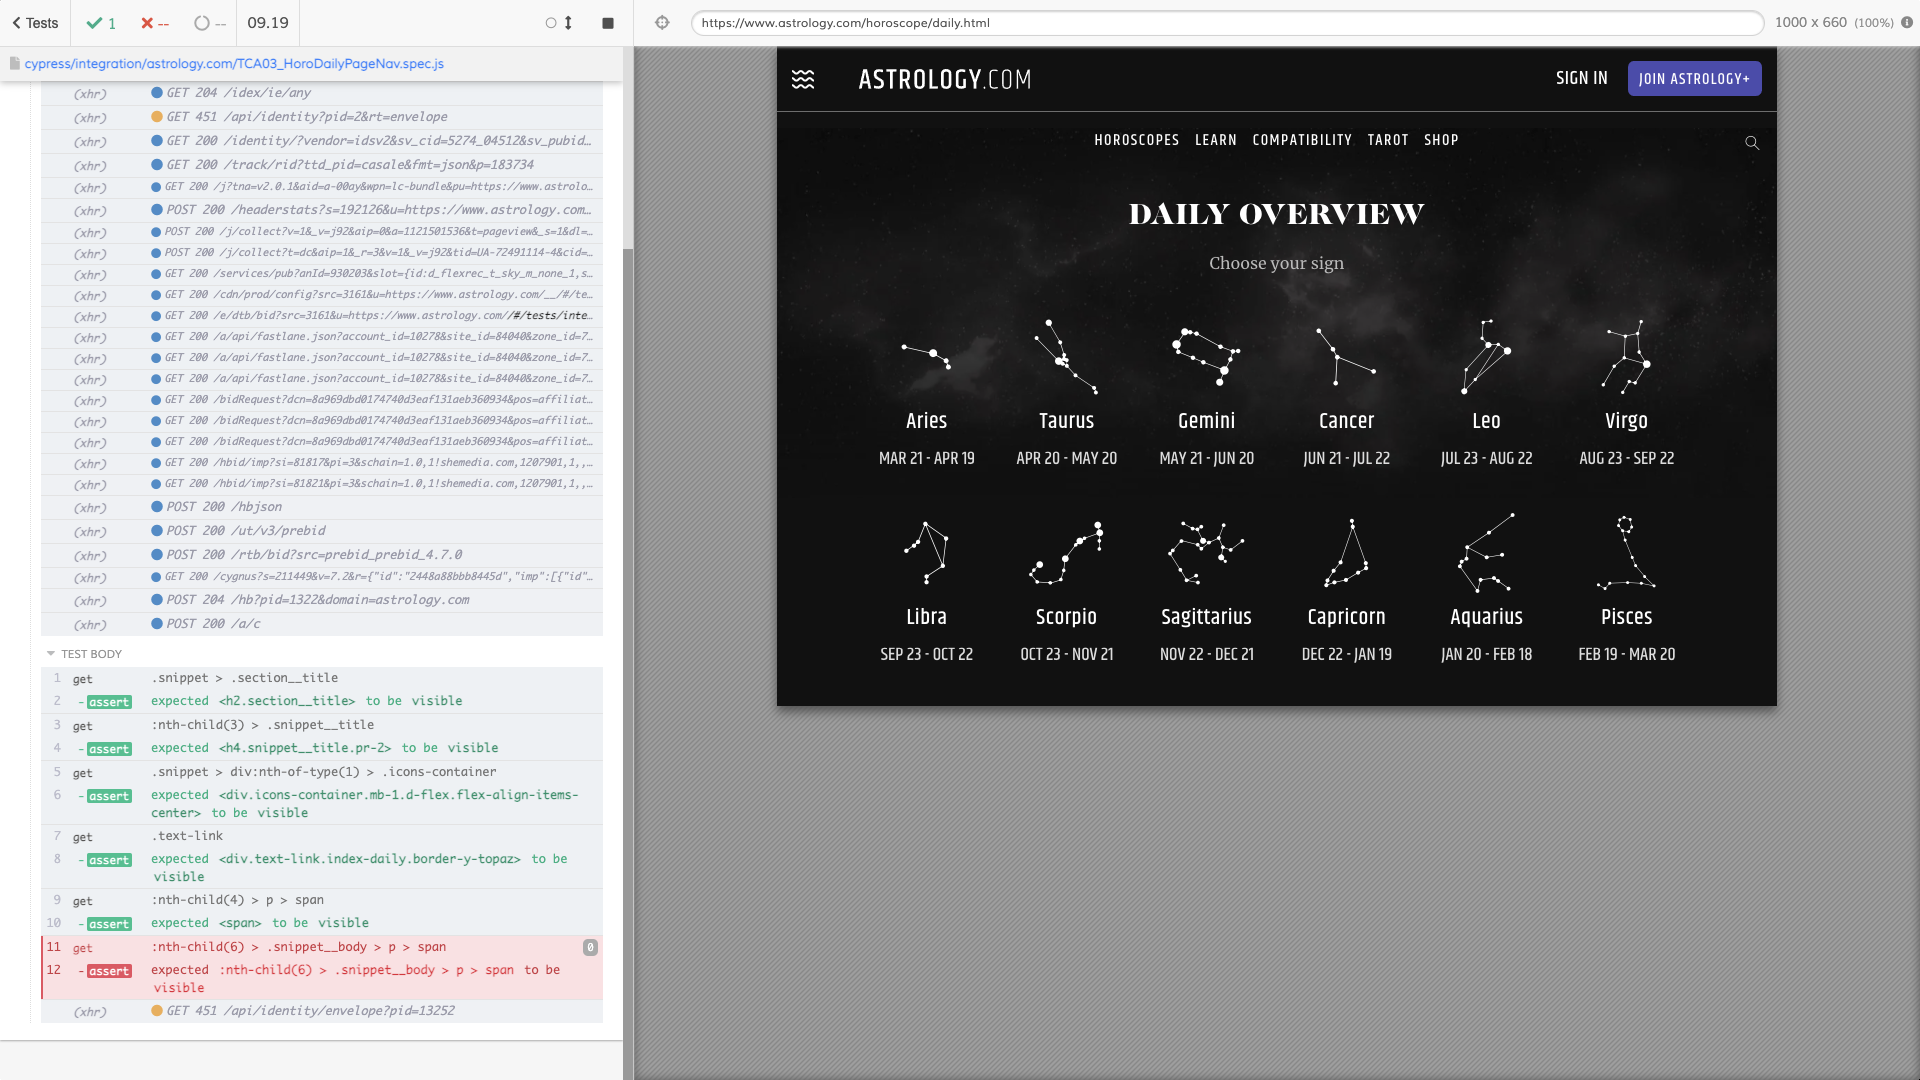 Tests
1
--
--
09.19
https://www.astrology.com/horoscope/daily.html
1000 x 660 (100%)
cypress/integration/astrology.com/TCA03_HoroDailyPageNav.spec.js
(xhr) GET 204 /idex/ie/any
(xhr) GET 451 /api/identity?pid=2&rt=envelope
(xhr) GET 200 /identity/?vendor=idsv2&sv_cid=5274_04512&sv_pubid…
(xhr) GET 200 /track/rid?ttd_pid=casale&fmt=json&p=183734
(xhr) GET 200 /j?tna=v2.0.1&aid=a-00ay&wpn=lc-bundle&pu=https://www.astrolo…
(xhr) POST 200 /headerstats?s=192126&u=https://www.astrology.com…
(xhr) POST 200 /j/collect?v=1&_v=j92&aip=0&a=1121501536&t=pageview&_s=1&dl=…
(xhr) POST 200 /j/collect?t=dc&aip=1&_r=3&v=1&_v=j92&tid=UA-72491114-4&cid=…
(xhr) GET 200 /services/pub?anId=930203&slot={id:d_flexrec_t_sky_m_none_1,s…
(xhr) GET 200 /cdn/prod/config?src=3161&u=https://www.astrology.com/__/#/te…
(xhr) GET 200 /e/dtb/bid?src=3161&u=https://www.astrology.com//#/tests/inte…
(xhr) GET 200 /a/api/fastlane.json?account_id=10278&site_id=84040&zone_id=7…
(xhr) GET 200 /a/api/fastlane.json?account_id=10278&site_id=84040&zone_id=7…
(xhr) GET 200 /a/api/fastlane.json?account_id=10278&site_id=84040&zone_id=7…
(xhr) GET 200 /bidRequest?dcn=8a969dbd0174740d3eaf131aeb360934&pos=affiliat…
(xhr) GET 200 /bidRequest?dcn=8a969dbd0174740d3eaf131aeb360934&pos=affiliat…
(xhr) GET 200 /bidRequest?dcn=8a969dbd0174740d3eaf131aeb360934&pos=affiliat…
(xhr) GET 200 /hbid/imp?si=81817&pi=3&schain=1.0,1!shemedia.com,1207901,1,,…
(xhr) GET 200 /hbid/imp?si=81821&pi=3&schain=1.0,1!shemedia.com,1207901,1,,…
(xhr) POST 200 /hbjson
(xhr) POST 200 /ut/v3/prebid
(xhr) POST 200 /rtb/bid?src=prebid_prebid_4.7.0
(xhr) GET 200 /cygnus?s=211449&v=7.2&r={"id":"2448a88bbb8445d","imp":[{"id"…
(xhr) POST 204 /hb?pid=1322&domain=astrology.com
(xhr) POST 200 /a/c
TEST BODY
1 get .snippet > .section__title
2 -assert expected <h2.section__title> to be visible
3 get :nth-child(3) > .snippet__title
4 -assert expected <h4.snippet__title.pr-2> to be visible
5 get .snippet > div:nth-of-type(1) > .icons-container
6 -assert expected <div.icons-container.mb-1.d-flex.flex-align-items-
center> to be visible
7 get .text-link
8 -assert expected <div.text-link.index-daily.border-y-topaz> to be
visible
9 get :nth-child(4) > p > span
10 -assert expected <span> to be visible
11 get :nth-child(6) > .snippet__body > p > span 0
12 -assert expected :nth-child(6) > .snippet__body > p > span to be
visible
(xhr) GET 451 /api/identity/envelope?pid=13252
ASTROLOGY.COM
SIGN IN
JOIN ASTROLOGY+
HOROSCOPES LEARN COMPATIBILITY TAROT SHOP
DAILY OVERVIEW
Choose your sign
Aries Taurus Gemini Cancer Leo Virgo
MAR 21 - APR 19 APR 20 - MAY 20 MAY 21 - JUN 20 JUN 21 - JUL 22 JUL 23 - AUG 22 AUG 23 - SEP 22
Libra Scorpio Sagittarius Capricorn Aquarius Pisces
SEP 23 - OCT 22 OCT 23 - NOV 21 NOV 22 - DEC 21 DEC 22 - JAN 19 JAN 20 - FEB 18 FEB 19 - MAR 20